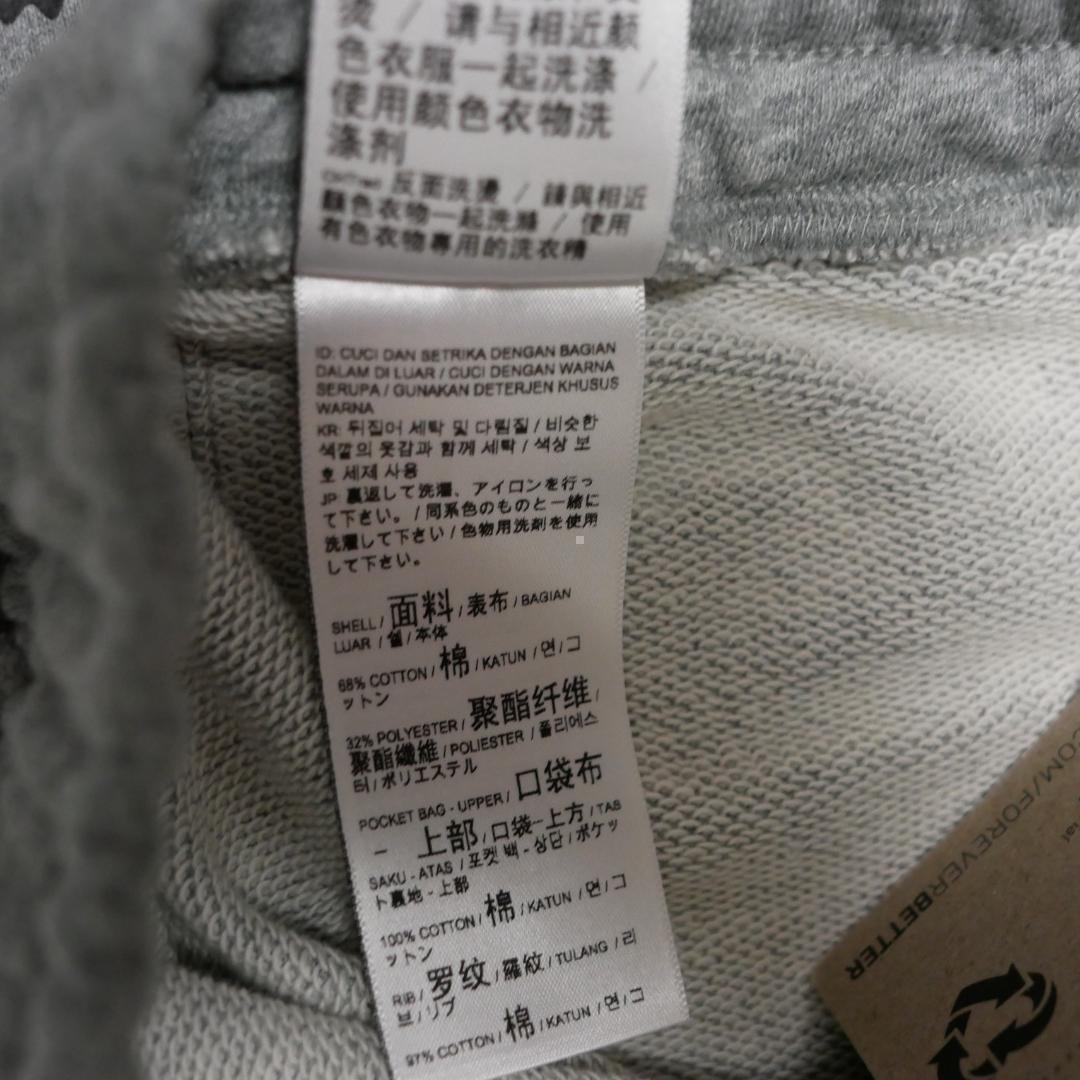 烫 / 请与相近颜
色衣服一起洗涤 /
使用颜色衣物洗
涤剂
反面洗燙 / 請與相近
顏色衣物一起洗滌 / 使用
有色衣物專用的洗衣精
ID: CUCI DAN SETRIKA DENGAN BAGIAN
DALAM DI LUAR / CUCI DENGAN WARNA
SERUPA / GUNAKAN DETERJEN KHUSUS
WARNA
KR: 뒤집어 세탁 및 다림질 / 비슷한
색깔의 옷감과 함께 세탁 / 색상 보
호 세제 사용
JP 裏返して洗濯、アイロンを行っ
て下さい。 / 同系色のものと一緒に
洗濯して下さい / 色物用洗剤を使用
して下さい。
SHELL / 面料 / 表布 / BAGIAN
LUAR / 쉘 / 本体
68% COTTON / 棉 / KATUN / 면 / コ
ットン
32% POLYESTER / 聚酯纤维 /
聚酯纖維 / POLIESTER / 폴리에스
터 / ポリエステル
POCKET BAG - UPPER / 口袋布
- 上部 / 口袋-上方 / TAS
SAKU - ATAS / 포켓 백 - 상단 / ポケッ
ト裏地 - 上部
100% COTTON / 棉 / KATUN / 면 / コ
ットン
RIB / 罗纹 / 羅紋 / TULANG / 리
브 / リブ
97% COTTON / 棉 / KATUN / 면 / コ
.COM/FOREVERBETTER